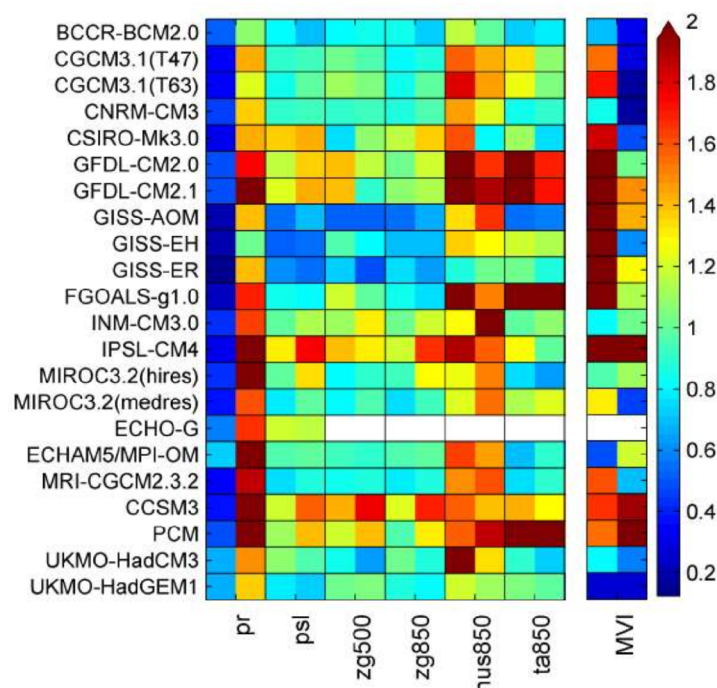 BCCR-BCM2.0
CGCM3.1(T47)
CGCM3.1(T63)
CNRM-CM3
CSIRO-Mk3.0
GFDL-CM2.0
GFDL-CM2.1
GISS-AOM
GISS-EH
GISS-ER
FGOALS-g1.0
INM-CM3.0
IPSL-CM4
MIROC3.2(hires)
MIROC3.2(medres)
ECHO-G
ECHAM5/MPI-OM
MRI-CGCM2.3.2
CCSM3
PCM
UKMO-HadCM3
UKMO-HadGEM1
pr
psl
zg500
zg850
hus850
ta850
MVI
2
1.8
1.6
1.4
1.2
1
0.8
0.6
0.4
0.2